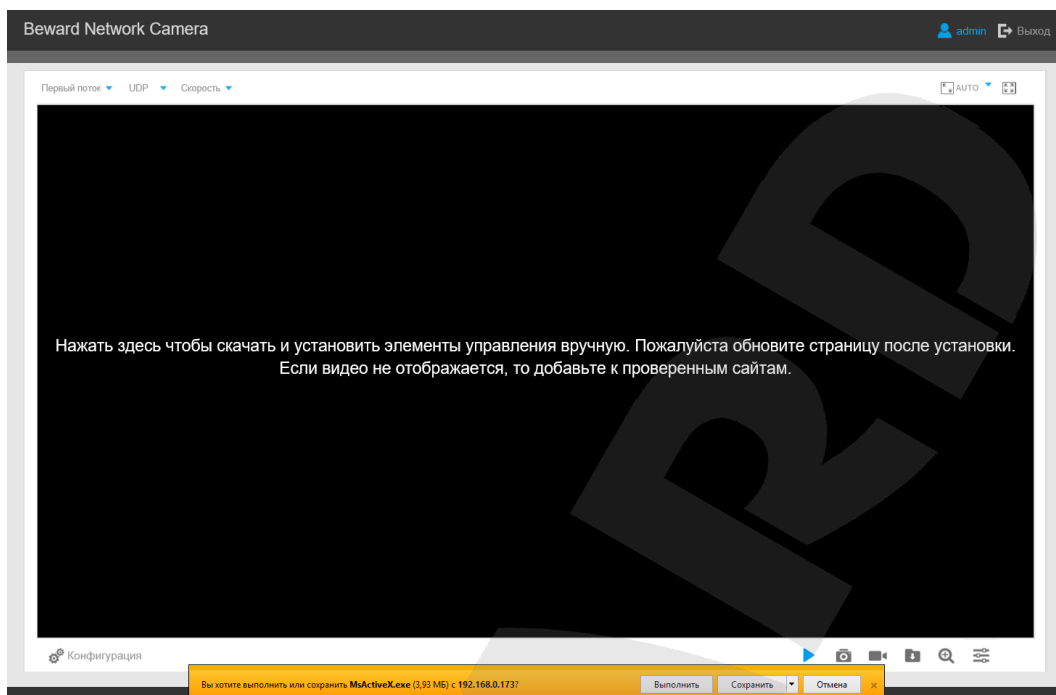 Beward Network Camera
admin Выход
Первый поток UDP Скорость
AUTO
Нажать здесь чтобы скачать и установить элементы управления вручную. Пожалуйста обновите страницу после установки.
Если видео не отображается, то добавьте к проверенным сайтам.
Конфигурация
Вы хотите выполнить или сохранить MsActiveX.exe (3,93 МБ) с 192.168.0.173?
Выполнить Сохранить Отмена ×